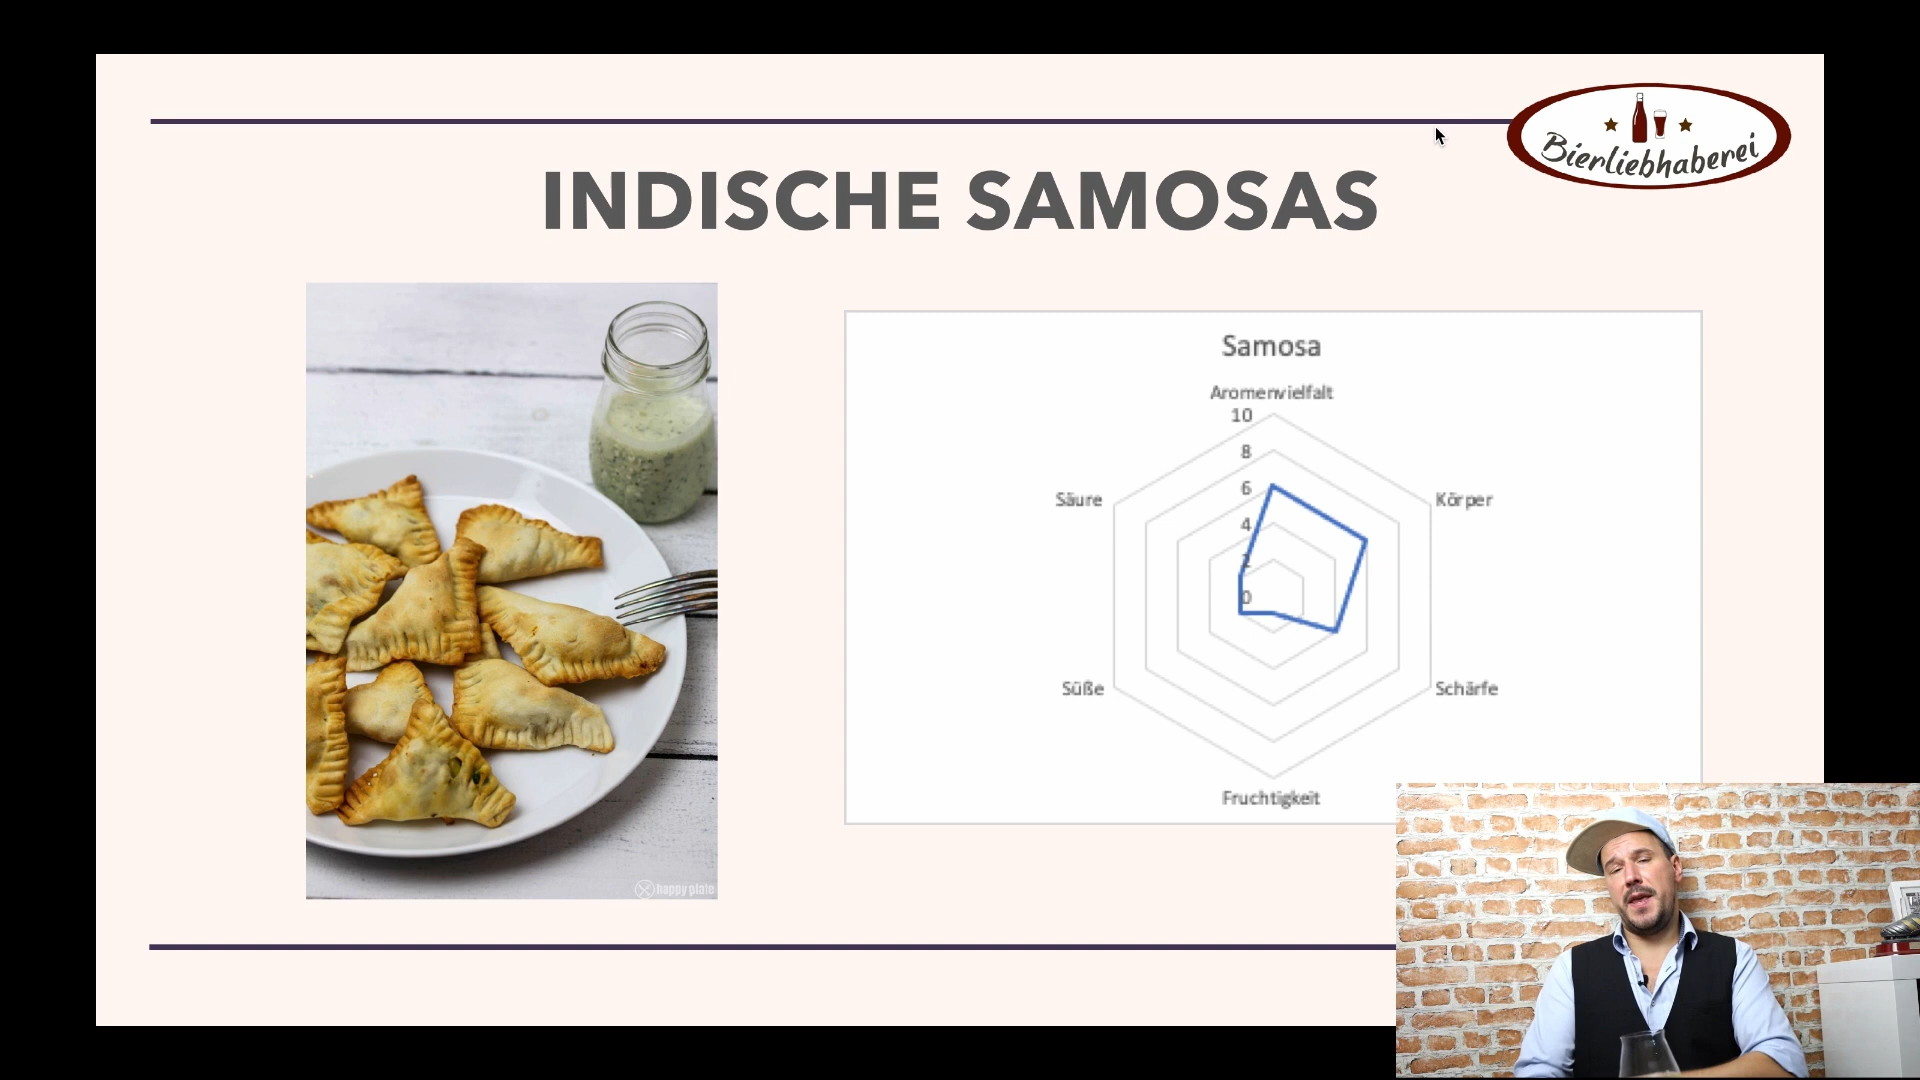 Bierliebhaberei
INDISCHE SAMOSAS
Samosa
Aromenvielfalt
10
8
6
4
2
0
Säure
Körper
Süße
Schärfe
Fruchtigkeit
happy plate